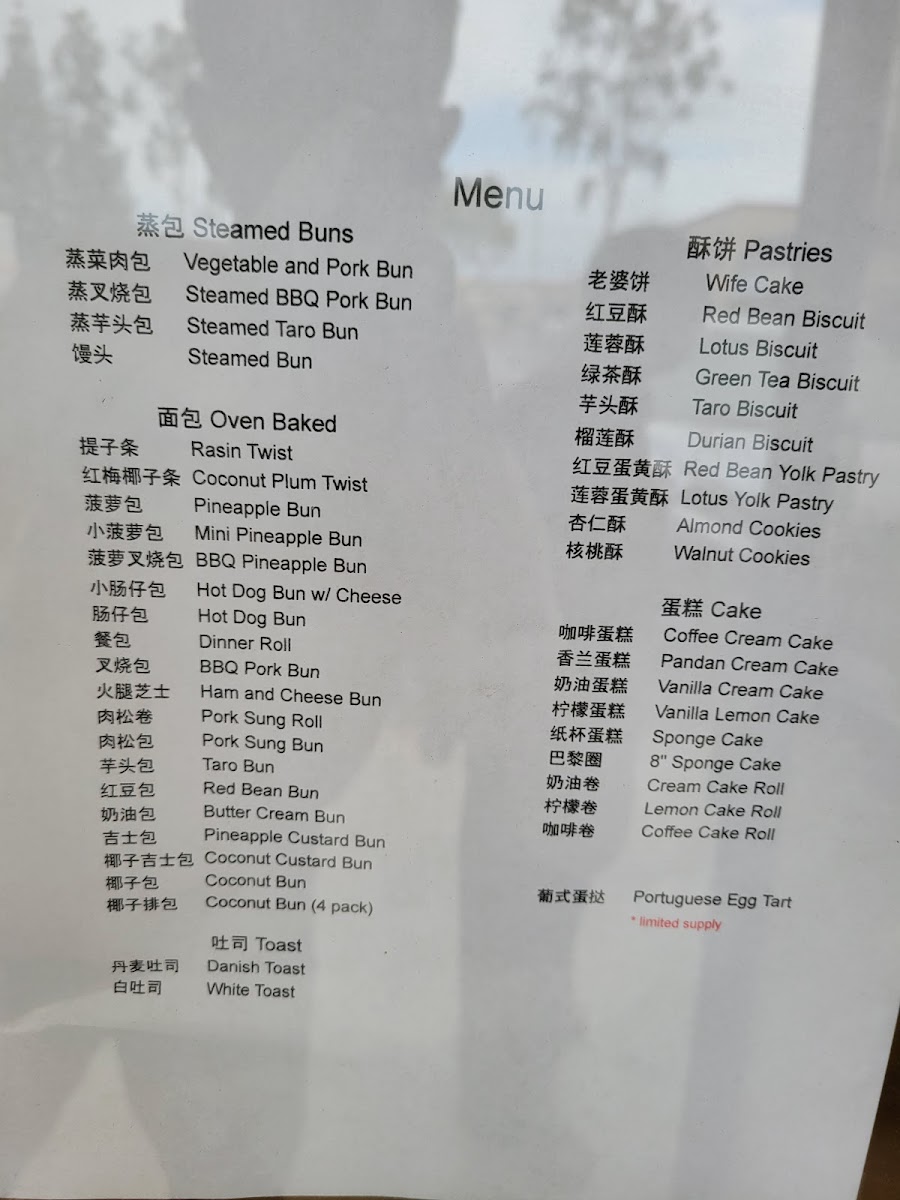 Menu
蒸包 Steamed Buns
蒸菜肉包 Vegetable and Pork Bun
蒸叉烧包 Steamed BBQ Pork Bun
蒸芋头包 Steamed Taro Bun
馒头 Steamed Bun
面包 Oven Baked
提子条 Rasin Twist
红梅椰子条 Coconut Plum Twist
菠萝包 Pineapple Bun
小菠萝包 Mini Pineapple Bun
菠萝叉烧包 BBQ Pineapple Bun
小肠仔包 Hot Dog Bun w/ Cheese
肠仔包 Hot Dog Bun
餐包 Dinner Roll
叉烧包 BBQ Pork Bun
火腿芝士 Ham and Cheese Bun
肉松卷 Pork Sung Roll
肉松包 Pork Sung Bun
芋头包 Taro Bun
红豆包 Red Bean Bun
奶油包 Butter Cream Bun
吉士包 Pineapple Custard Bun
椰子吉士包 Coconut Custard Bun
椰子包 Coconut Bun
椰子排包 Coconut Bun (4 pack)
吐司 Toast
丹麦吐司 Danish Toast
白吐司 White Toast
酥饼 Pastries
老婆饼 Wife Cake
红豆酥 Red Bean Biscuit
莲蓉酥 Lotus Biscuit
绿茶酥 Green Tea Biscuit
芋头酥 Taro Biscuit
榴莲酥 Durian Biscuit
红豆蛋黄酥 Red Bean Yolk Pastry
莲蓉蛋黄酥 Lotus Yolk Pastry
杏仁酥 Almond Cookies
核桃酥 Walnut Cookies
蛋糕 Cake
咖啡蛋糕 Coffee Cream Cake
香兰蛋糕 Pandan Cream Cake
奶油蛋糕 Vanilla Cream Cake
柠檬蛋糕 Vanilla Lemon Cake
纸杯蛋糕 Sponge Cake
巴黎圈 8" Sponge Cake
奶油卷 Cream Cake Roll
柠檬卷 Lemon Cake Roll
咖啡卷 Coffee Cake Roll
葡式蛋挞 Portuguese Egg Tart
* limited supply